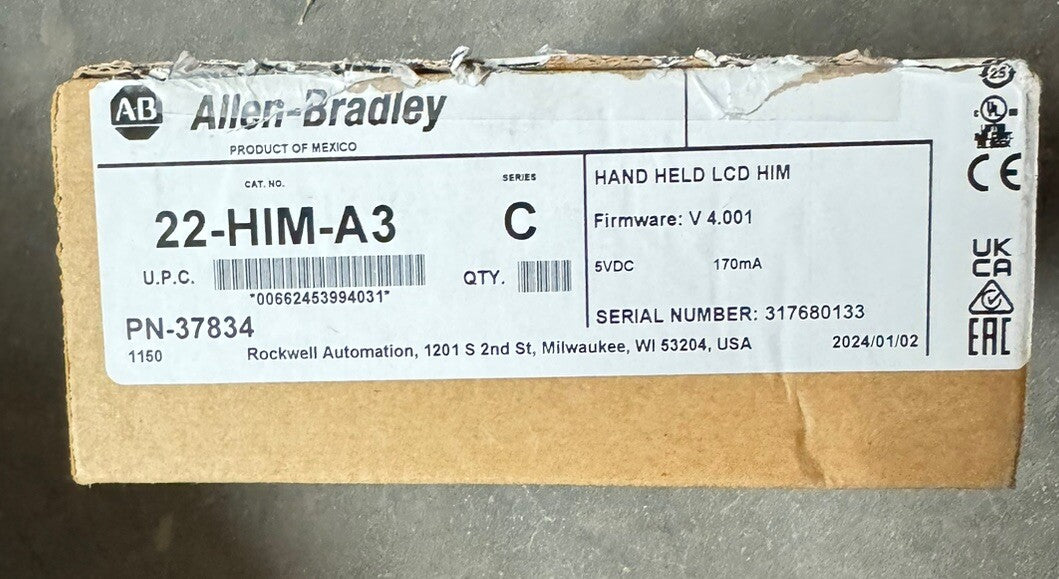 AB Allen-Bradley
PRODUCT OF MEXICO
CAT. NO.
SERIES
22-HIM-A3
C
U.P.C.
QTY.
*00662453994031*
PN-37834
1150
Rockwell Automation, 1201 S 2nd St, Milwaukee, WI 53204, USA
HAND HELD LCD HIM
Firmware: V 4.001
5VDC 170mA
SERIAL NUMBER: 317680133
2024/01/02
25
C UL
CE
UK
CA
EAC